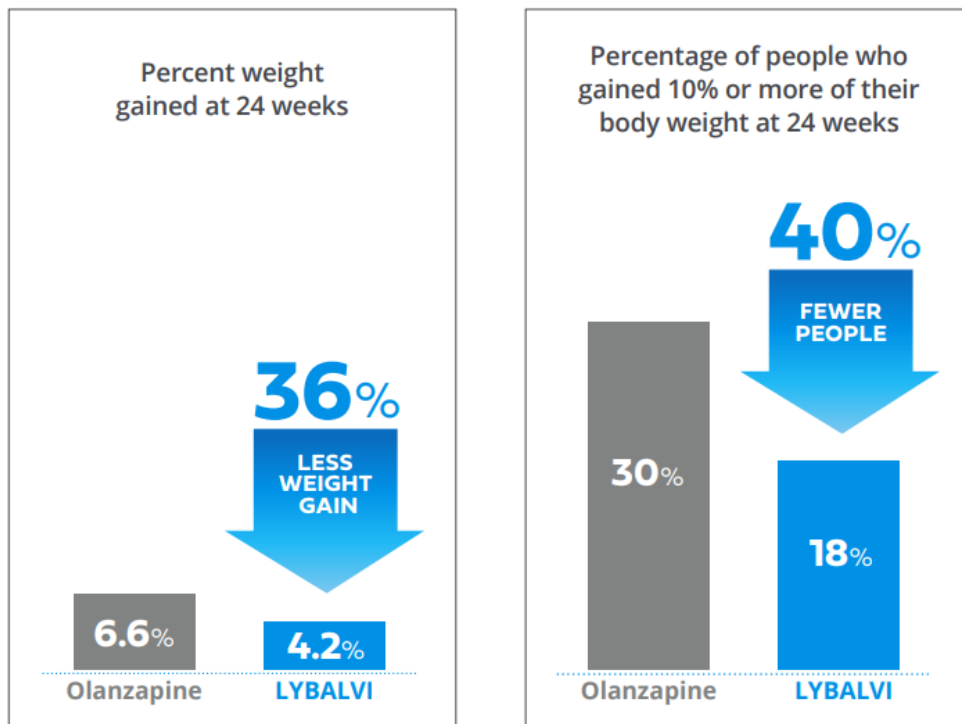 Percent weight
gained at 24 weeks
36%
LESS
WEIGHT
GAIN
6.6%
4.2%
Olanzapine
LYBALVI
Percentage of people who
gained 10% or more of their
body weight at 24 weeks
40%
FEWER
PEOPLE
30%
18%
Olanzapine
LYBALVI